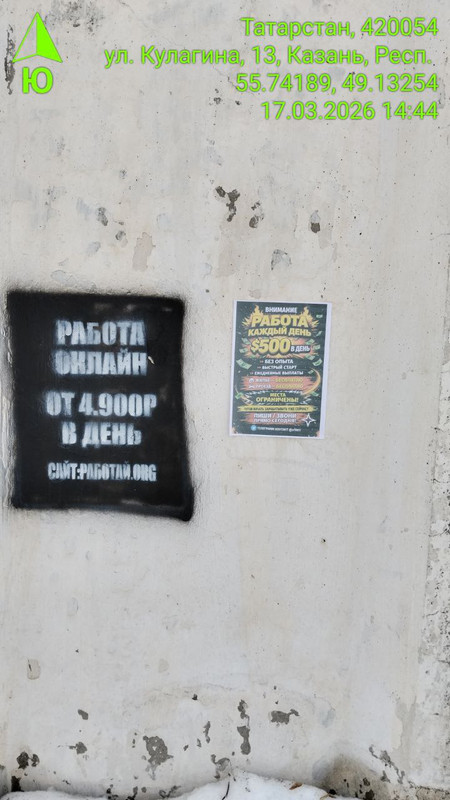 Татарстан, 420054
ул. Кулагина, 13, Казань, Респ.
55.74189, 49.13254
17.03.2026 14:44
Ю
РАБОТА
ОНЛАЙН
ОТ 4.900Р
В ДЕНЬ
САЙТ:РАБОТАЙ.ORG
ВНИМАНИЕ
РАБОТА
КАЖДЫЙ ДЕНЬ
$500 В ДЕНЬ
БЕЗ ОПЫТА
БЫСТРЫЙ СТАРТ
ЕЖЕДНЕВНЫЕ ВЫПЛАТЫ
МЕСТА
ОГРАНИЧЕНЫ!
ПИШИ / ЗВОНИ